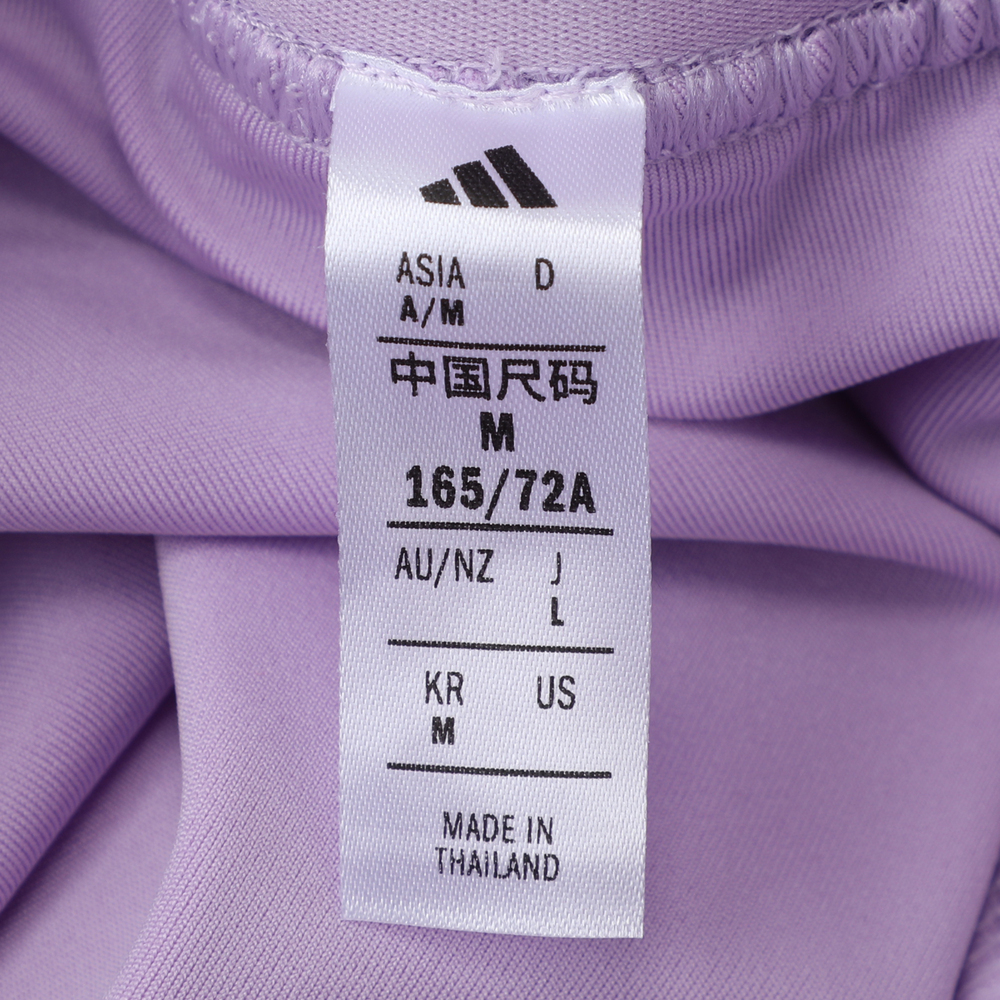 ASIA D
A/M
中国尺码
M
165/72A
AU/NZ J
L
KR US
M
MADE IN
THAILAND